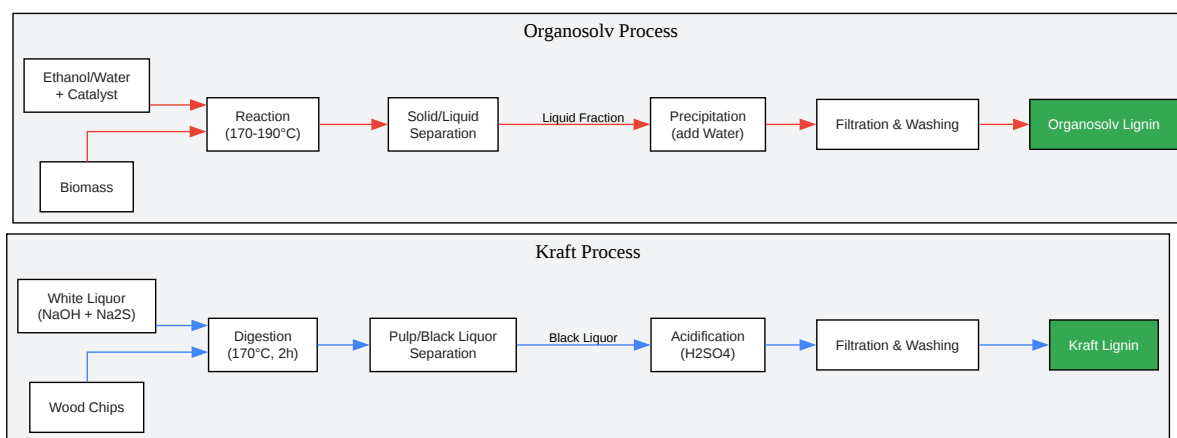 Organosolv Process
Ethanol/Water
+ Catalyst
Biomass
Reaction
(170-190°C)
Solid/Liquid
Separation
Liquid Fraction
Precipitation
(add Water)
Filtration & Washing
Organosolv Lignin
Kraft Process
White Liquor
(NaOH + Na2S)
Wood Chips
Digestion
(170°C, 2h)
Pulp/Black Liquor
Separation
Black Liquor
Acidification
(H2SO4)
Filtration & Washing
Kraft Lignin